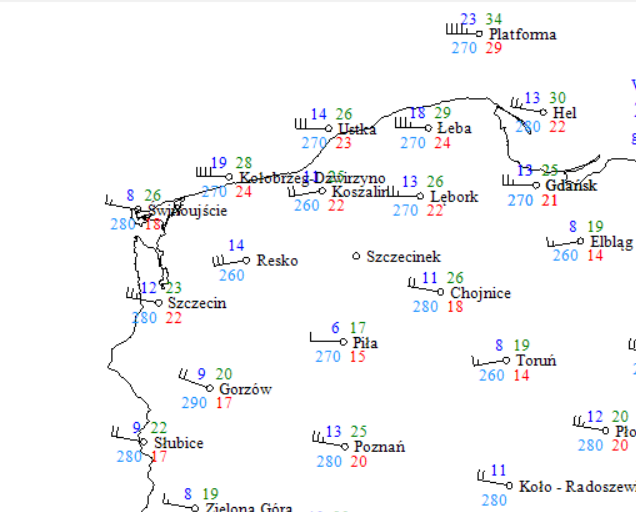 23 34
Platforma
270 29
13 30
Hel
280 22
14 26
Ustka
270 23
18 29
Łeba
270 24
19 28
Kołobrzeg-Dźwirzyno
270 24
Koszalin
260 22
13 26
Lębork
270 22
13 25
Gdańsk
270 21
8 26
Świnoujście
280 18
8 19
Elbląg
260 14
14
Resko
260
Szczecinek
11 26
Chojnice
280 18
12 23
Szczecin
280 22
6 17
Piła
270 15
8 19
Toruń
260 14
9 20
Gorzów
290 17
12 20
Pło
280 20
9 22
Słubice
280 17
13 25
Poznań
280 20
11
Koło - Radoszew
280
8 19
Zielona Góra